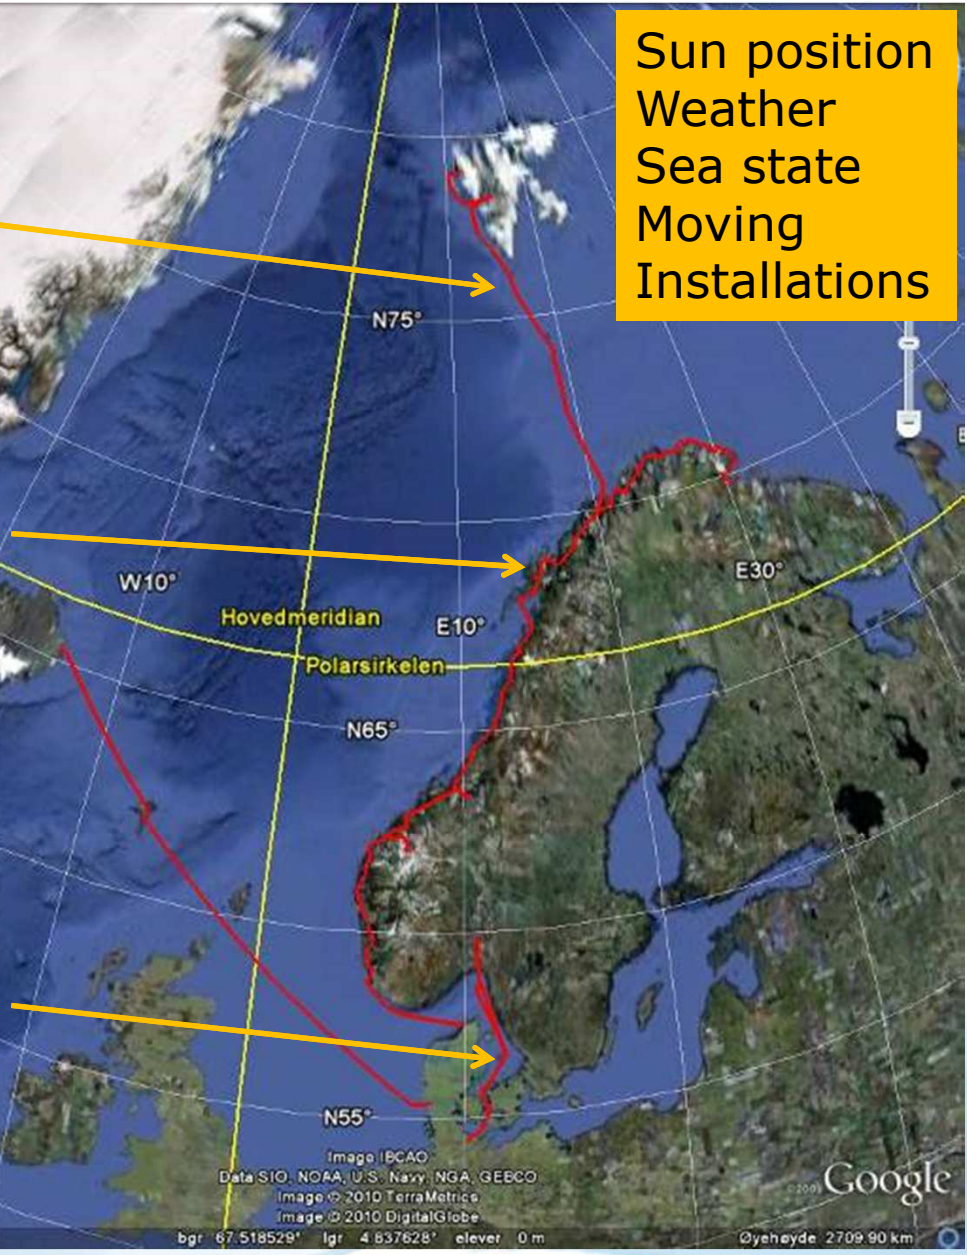 Sun position
Weather
Sea state
Moving
Installations
N75°
W10°
E30°
Hovedmeridian
E10°
Polarsirkelen
N65°
N55°
Image IBCAO
Data SIO, NOAA, U.S. Navy, NGA, GEBCO
Image © 2010 TerraMetrics
Image © 2010 DigitalGlobe
Google
bgr 67.518529° lgr 4.837628° elever 0 m
Øyehøyde 2709.90 km